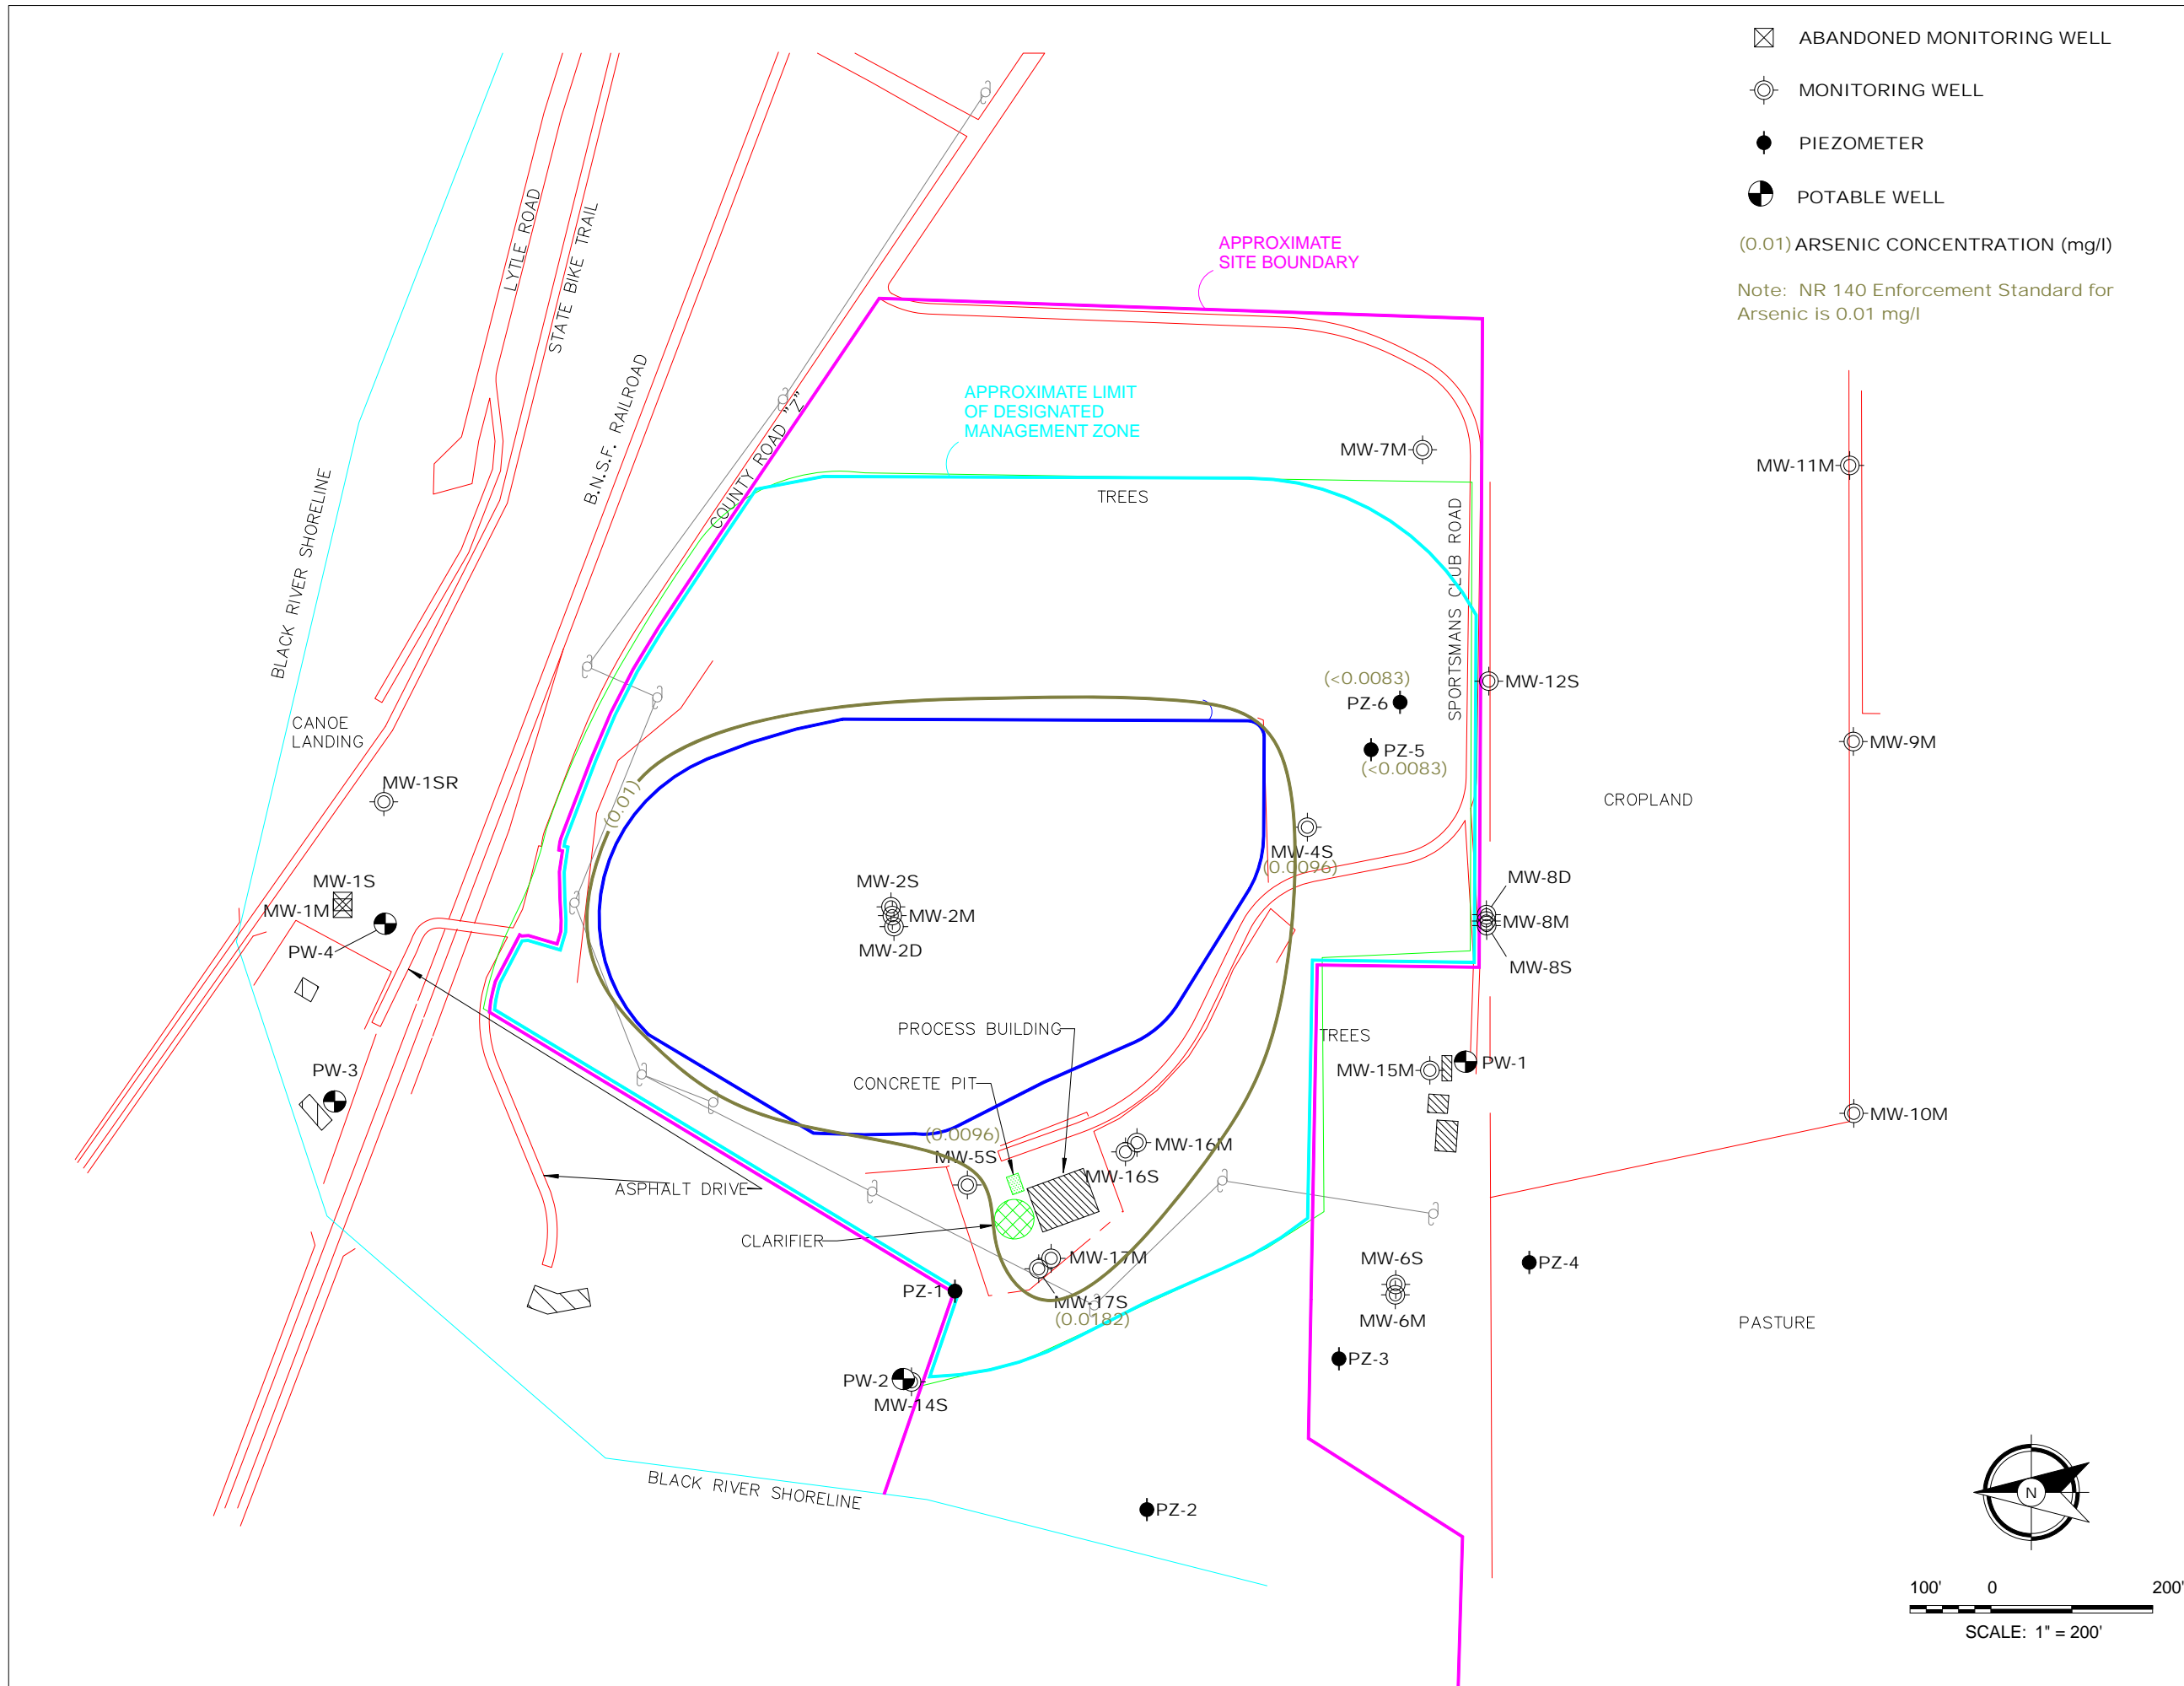 ABANDONED MONITORING WELL
MONITORING WELL
PIEZOMETER
POTABLE WELL
(0.01) ARSENIC CONCENTRATION (mg/l)
Note: NR 140 Enforcement Standard for
Arsenic is 0.01 mg/l
APPROXIMATE
SITE BOUNDARY
LYTLE ROAD
STATE BIKE TRAIL
B.N.S.F. RAILROAD
COUNTY ROAD "Z"
APPROXIMATE LIMIT
OF DESIGNATED
MANAGEMENT ZONE
BLACK RIVER SHORELINE
TREES
MW-7M
MW-11M
SPORTSMANS CLUB ROAD
(<0.0083)
PZ-6
MW-12S
PZ-5
(<0.0083)
MW-9M
CANOE
LANDING
MW-1SR
(0.01)
CROPLAND
MW-4S
(0.0096)
MW-1S
MW-1M
PW-4
MW-2S
MW-2M
MW-2D
MW-8D
MW-8M
MW-8S
PROCESS BUILDING
TREES
CONCRETE PIT
MW-15M
PW-1
PW-3
MW-10M
(0.0096)
MW-5S
MW-16M
MW-16S
ASPHALT DRIVE
CLARIFIER
MW-17M
MW-17S
(0.0182)
PZ-1
MW-6S
MW-6M
PZ-4
PZ-3
PASTURE
PW-2
MW-14S
BLACK RIVER SHORELINE
PZ-2
N
100' 0 200'
SCALE: 1" = 200'